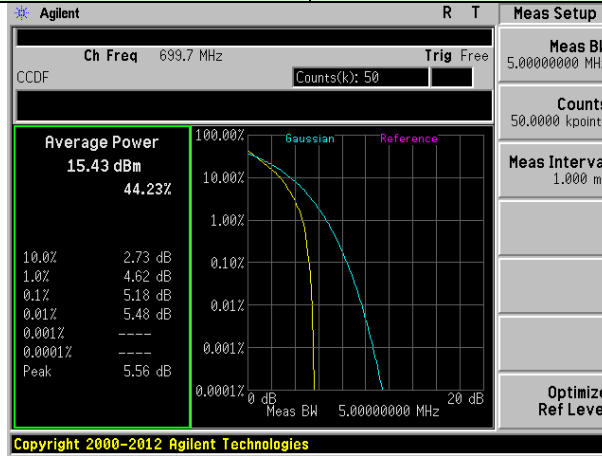 Agilent R T Meas Setup
Ch Freq 699.7 MHz Trig Free
CCDF Counts(k): 50
Average Power
15.43 dBm
44.23%
10.0% 2.73 dB
1.0% 4.62 dB
0.1% 5.18 dB
0.01% 5.48 dB
0.001% ----
0.0001% ----
Peak 5.56 dB
100.00% Gaussian Reference
10.00%
1.00%
0.10%
0.01%
0.001%
0.0001%
0 dB 20 dB
Meas BW 5.00000000 MHz
Meas
5.00000000
Counts
50.0000
Meas
1.000
Optimize
Ref
Copyright 2000-2012 Agilent Technologies